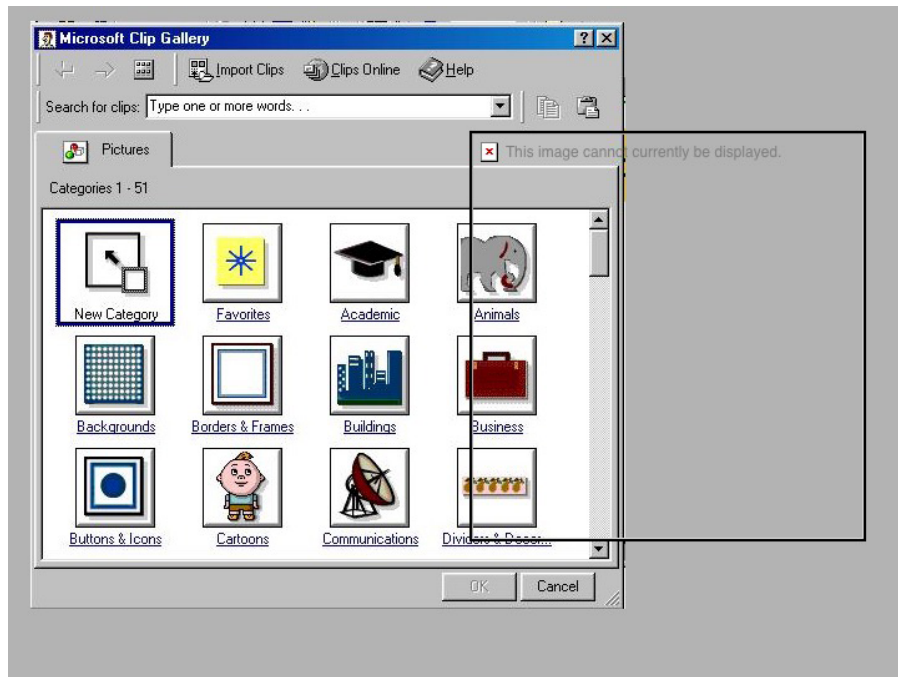 Microsoft Clip Gallery
Import Clips Clips Online Help
Search for clips: Type one or more words. . .
Pictures
This image cannot currently be displayed.
Categories 1 - 51
New Category Favorites Academic Animals
Backgrounds Borders & Frames Buildings Business
Buttons & Icons Cartoons Communications Dividers & Decor...
OK Cancel